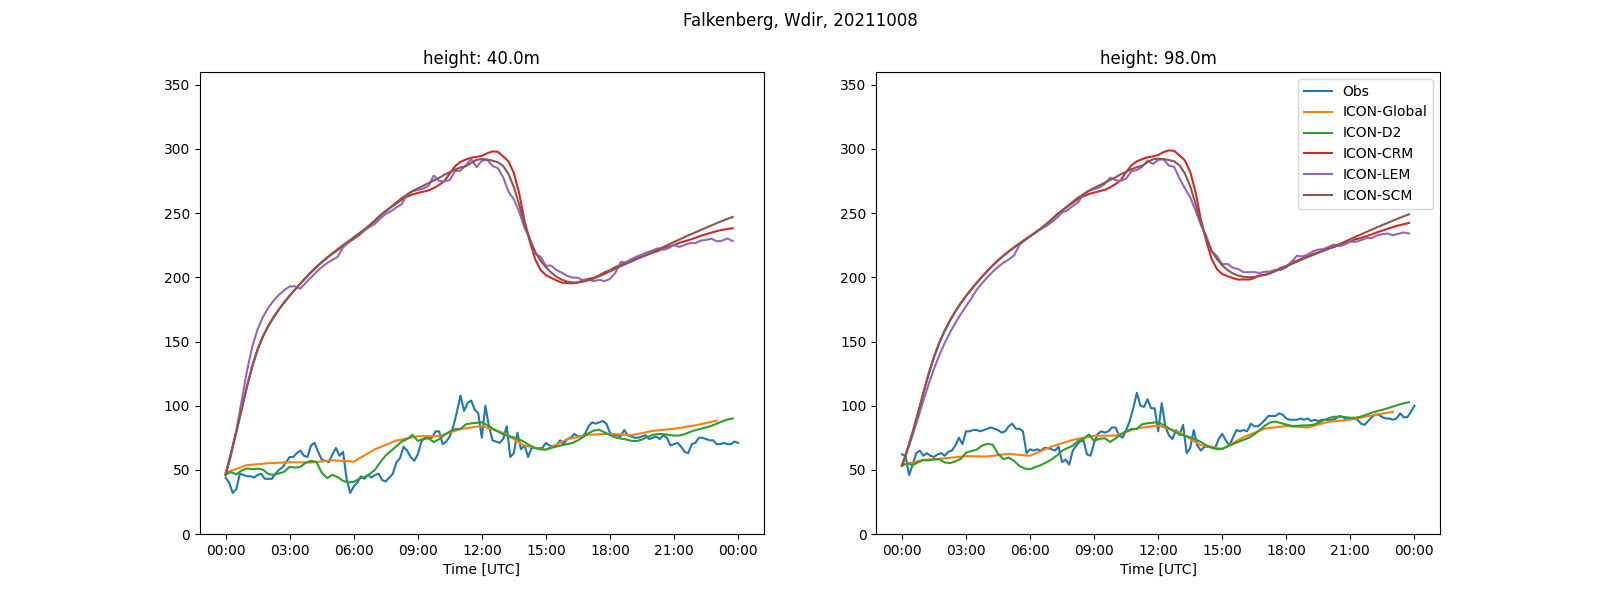 Falkenberg, Wdir, 20211008
height: 40.0m
350
300
250
200
150
100
50
0
00:00 03:00 06:00 09:00 12:00 15:00 18:00 21:00 00:00
Time [UTC]
height: 98.0m
350
300
250
200
150
100
50
0
00:00 03:00 06:00 09:00 12:00 15:00 18:00 21:00 00:00
Time [UTC]
Obs
ICON-Global
ICON-D2
ICON-CRM
ICON-LEM
ICON-SCM